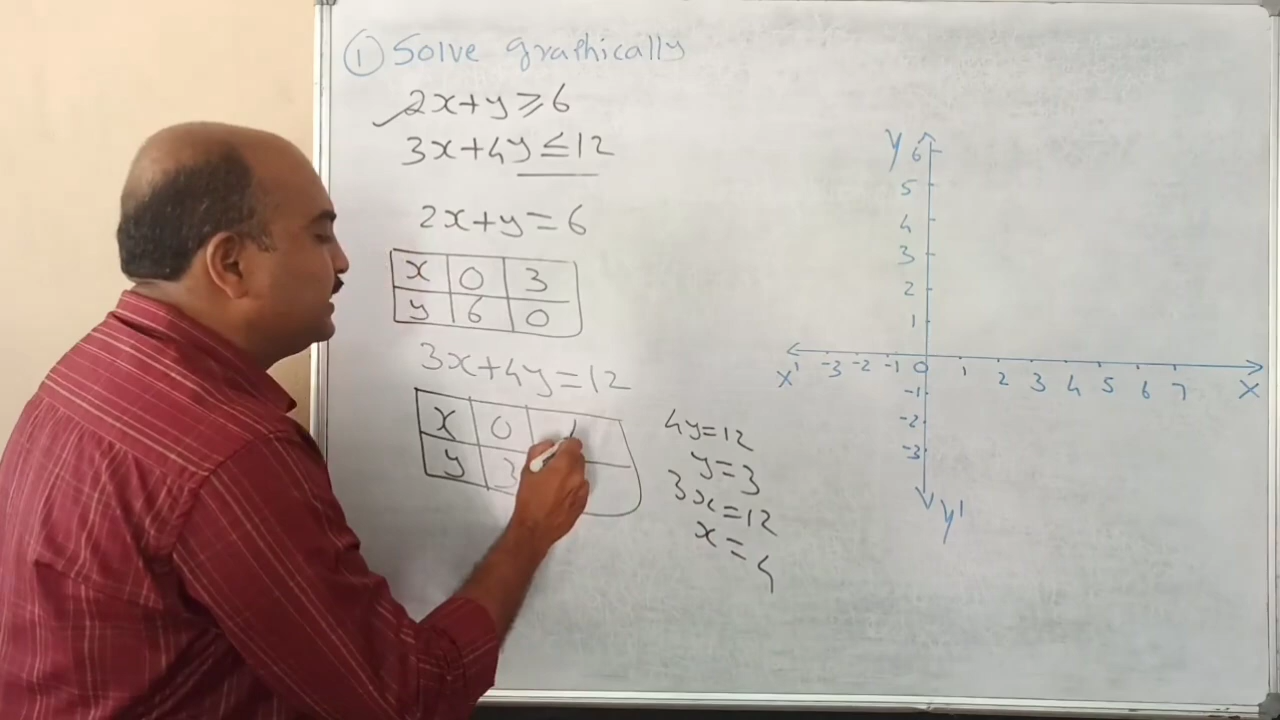 ① Solve graphically
2x+y≥6
3x+4y≤12
2x+y=6
x 0 3
y 6 0
3x+4y=12
x 0
y 3
4y=12
y=3
3x=12
x=4
y 6
5
4
3
2
1
x' -3 -2 -1 0 1 2 3 4 5 6 7 x
-1
-2
-3
y'